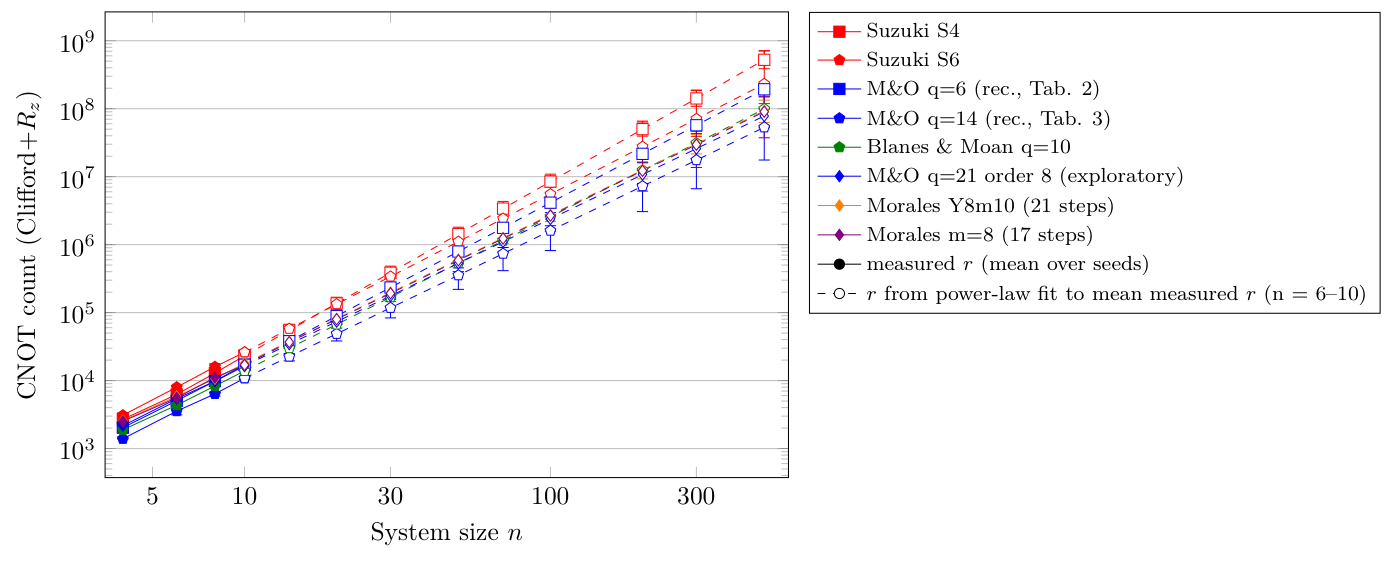 10^9
10^8
10^7
10^6
10^5
10^4
10^3
CNOT count (Clifford+R_z)
5 10 30 100 300
System size n
Suzuki S4
Suzuki S6
M&O q=6 (rec., Tab. 2)
M&O q=14 (rec., Tab. 3)
Blanes & Moan q=10
M&O q=21 order 8 (exploratory)
Morales Y8m10 (21 steps)
Morales m=8 (17 steps)
measured r (mean over seeds)
r from power-law fit to mean measured r (n = 6–10)